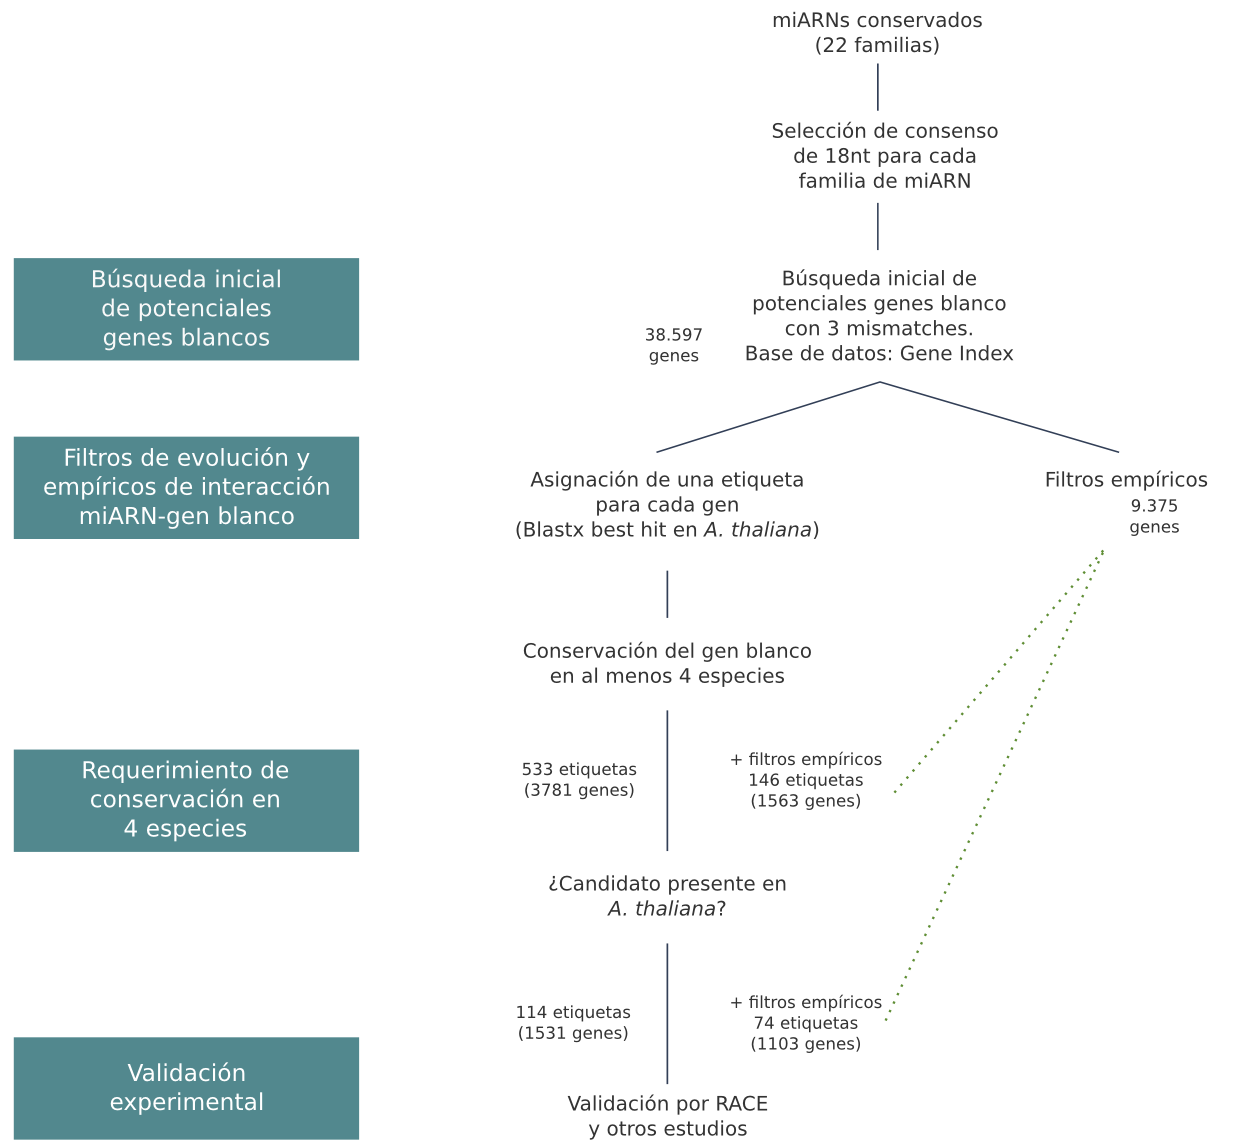 miARNs conservados
(22 familias)
Selección de consenso
de 18nt para cada
familia de miARN
Búsqueda inicial
de potenciales
genes blancos
38.597
genes
Búsqueda inicial de
potenciales genes blanco
con 3 mismatches.
Base de datos: Gene Index
Filtros de evolución y
empíricos de interacción
miARN-gen blanco
Asignación de una etiqueta
para cada gen
(Blastx best hit en A. thaliana)
Filtros empíricos
9.375
genes
Conservación del gen blanco
en al menos 4 especies
Requerimiento de
conservación en
4 especies
533 etiquetas
(3781 genes)
+ filtros empíricos
146 etiquetas
(1563 genes)
¿Candidato presente en
A. thaliana?
114 etiquetas
(1531 genes)
+ filtros empíricos
74 etiquetas
(1103 genes)
Validación
experimental
Validación por RACE
y otros estudios